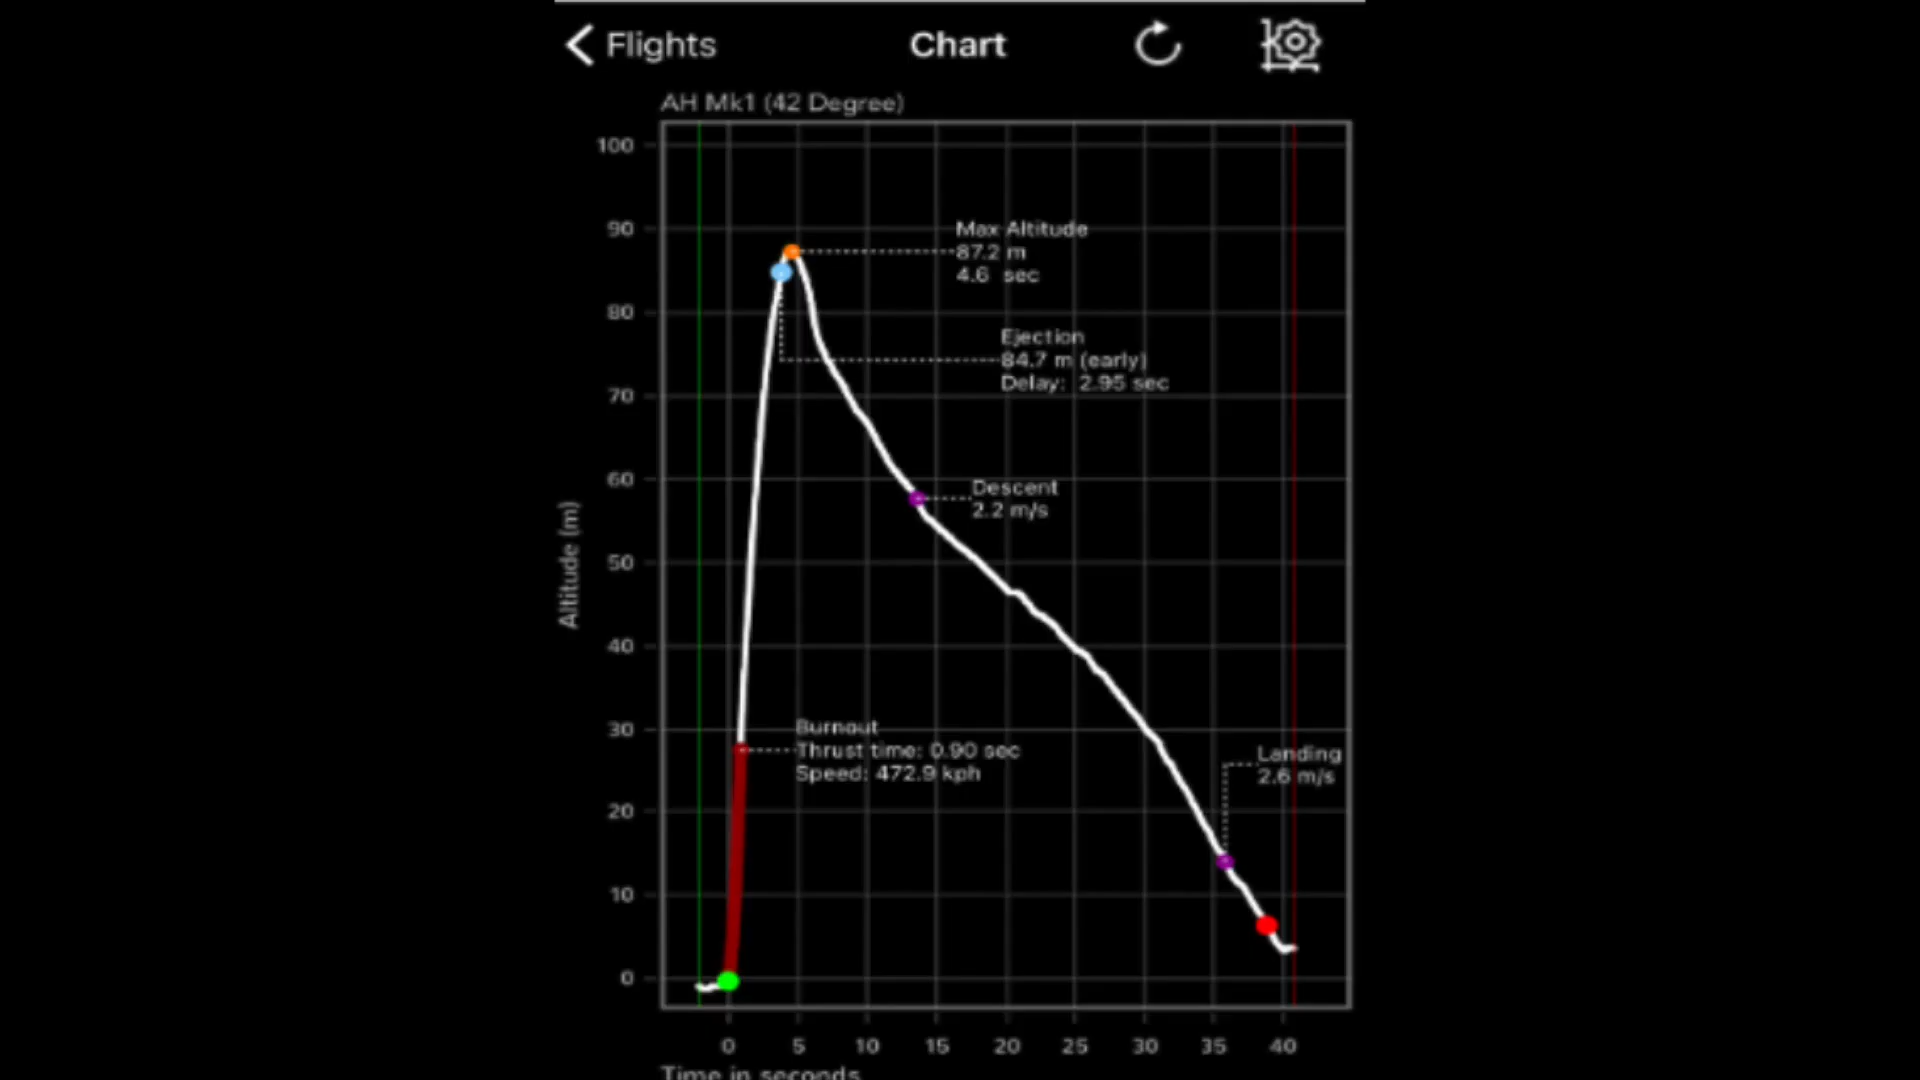 Flights
Chart
AH Mk1 (42 Degree)
100
90
80
70
60
50
40
30
20
10
0
Altitude (m)
Max Altitude
87.2 m
4.6 sec
Ejection
84.7 m (early)
Delay: 2.95 sec
Descent
2.2 m/s
Burnout
Thrust time: 0.90 sec
Speed: 472.9 kph
Landing
2.6 m/s
0 5 10 15 20 25 30 35 40
Time in seconds